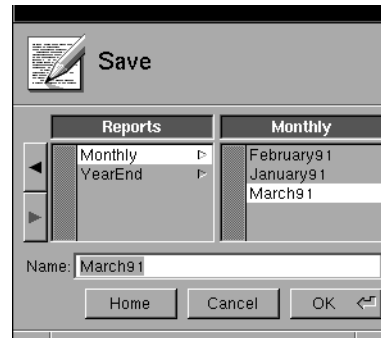 Save
Reports Monthly
Monthly February91
YearEnd January91
March91
Name: March91
Home Cancel OK